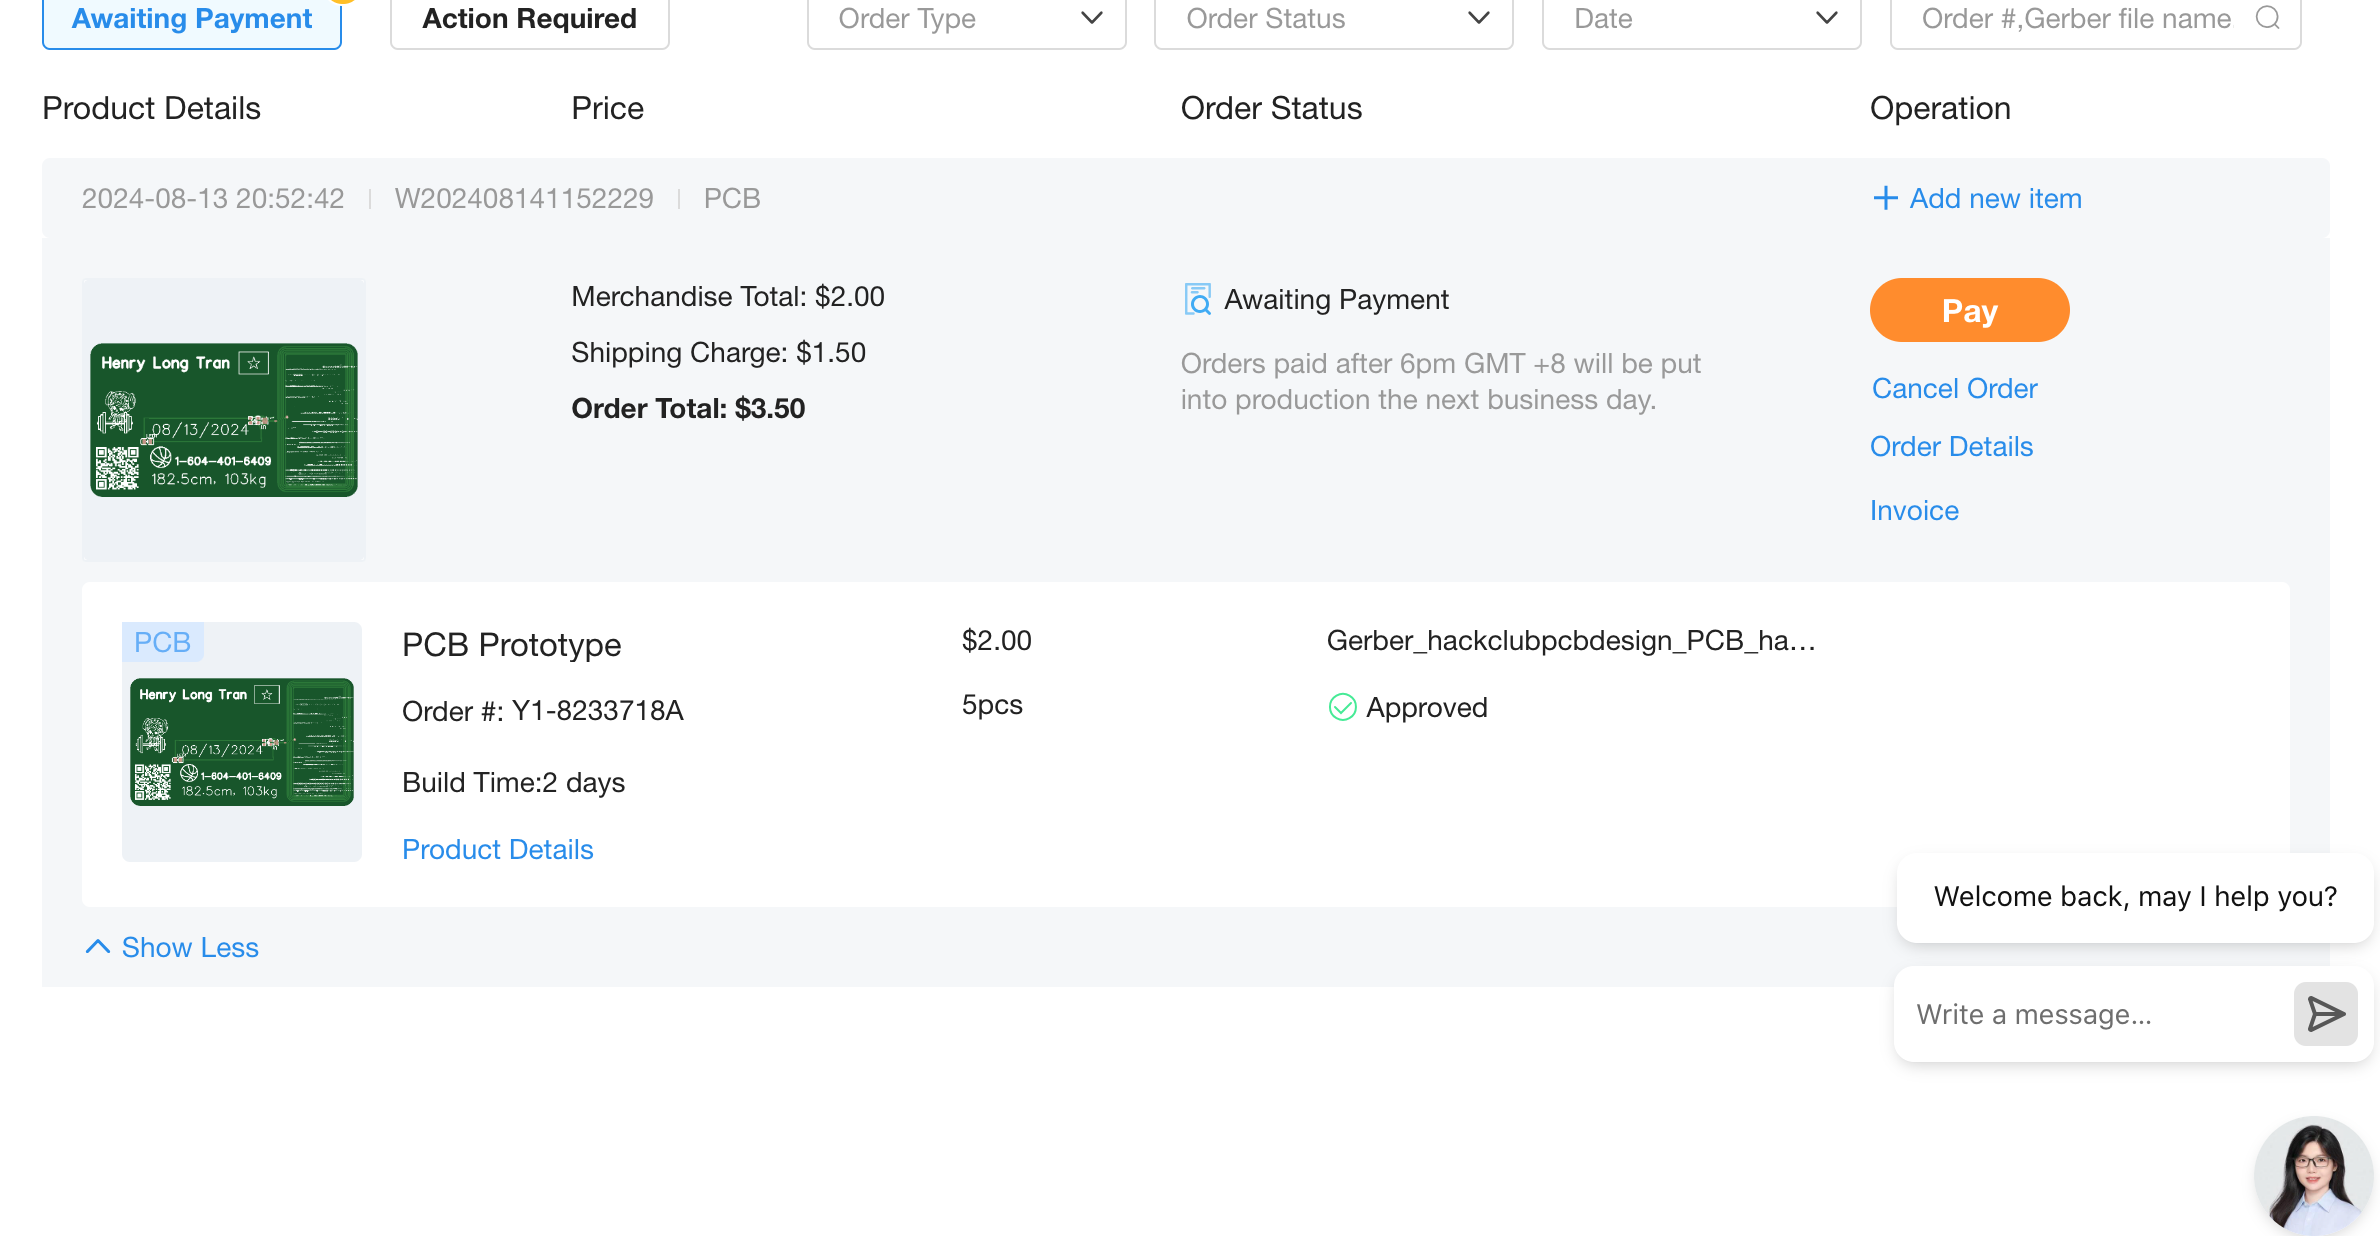 Awaiting Payment
Action Required
Order Type
Order Status
Date
Order #,Gerber file name
Product Details
Price
Order Status
Operation
2024-08-13 20:52:42
W202408141152229
PCB
Add new item
Henry Long Tran
08/13/2024
1-604-401-6409
182.5cm, 103kg
Merchandise Total: $2.00
Shipping Charge: $1.50
Order Total: $3.50
Awaiting Payment
Orders paid after 6pm GMT +8 will be put
into production the next business day.
Pay
Cancel Order
Order Details
Invoice
PCB
Henry Long Tran
08/13/2024
1-604-401-6409
182.5cm, 103kg
PCB Prototype
Order #: Y1-8233718A
Build Time:2 days
Product Details
$2.00
5pcs
Gerber_hackclubpcbdesign_PCB_ha...
Approved
Show Less
Welcome back, may I help you?
Write a message...